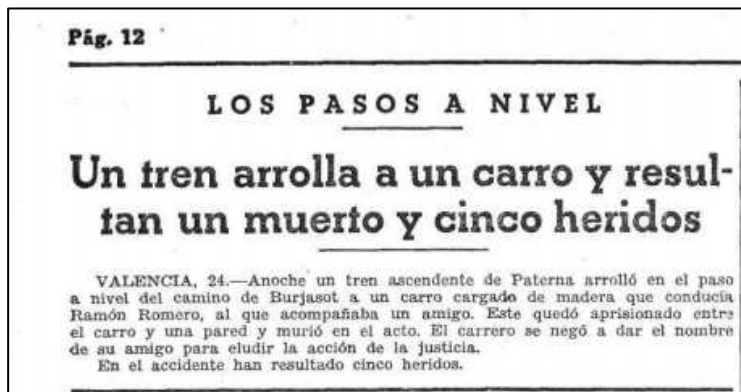 Pág. 12
LOS PASOS A NIVEL
Un tren arrolla a un carro y resul-
tan un muerto y cinco heridos
VALENCIA, 24.—Anoche un tren ascendente de Paterna arrolló en el paso
a nivel del camino de Burjasot a un carro cargado de madera que conducía
Ramón Romero, al que acompañaba un amigo. Este quedó aprisionado entre
el carro y una pared y murió en el acto. El carrero se negó a dar el nombre
de su amigo para eludir la acción de la justicia.
En el accidente han resultado cinco heridos.